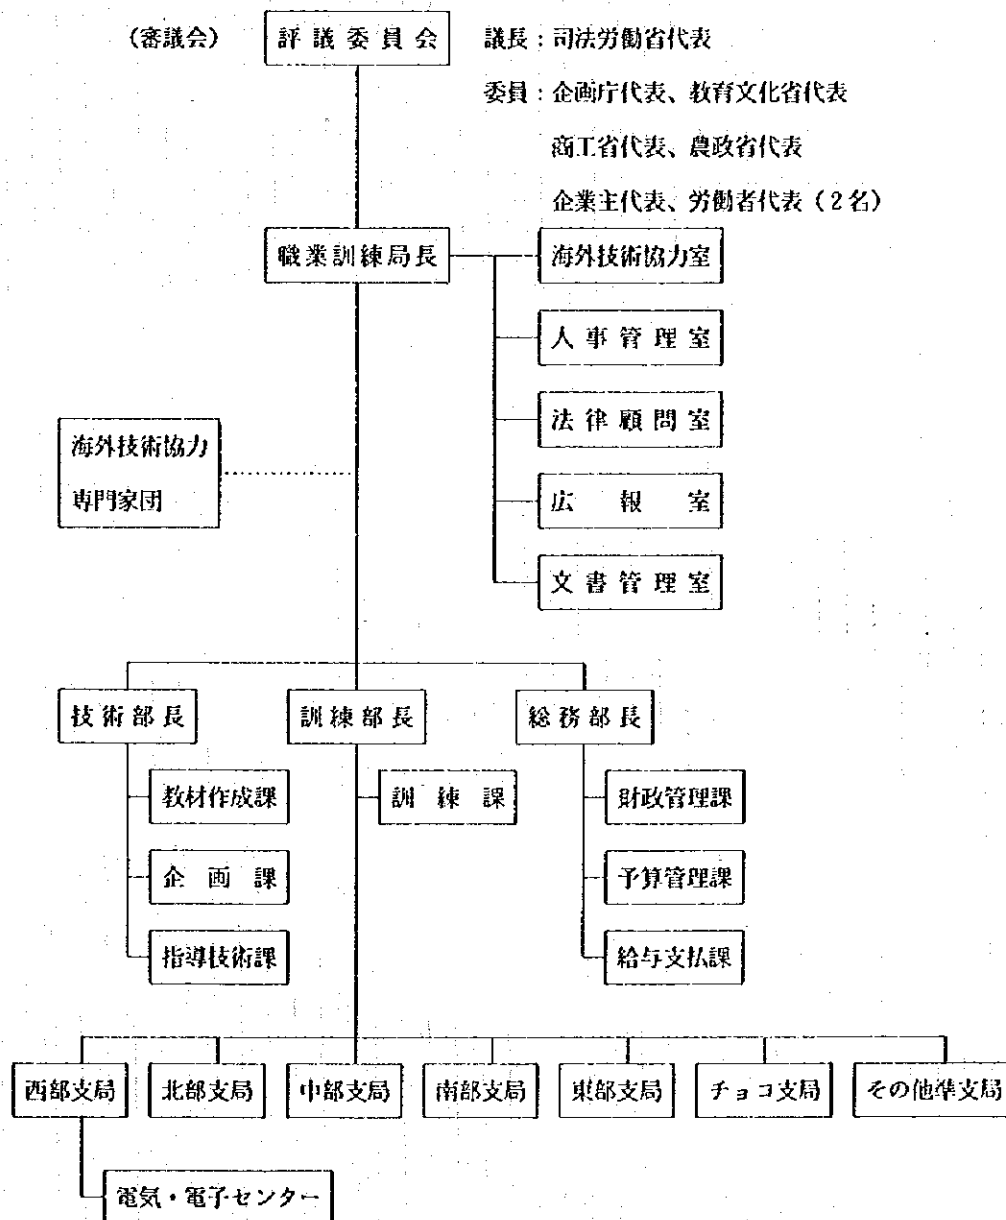 (審議会)
評議委員会
議長：司法労働省代表
委員：企画庁代表、教育文化省代表
商工省代表、農政省代表
企業主代表、労働者代表（2名）
職業訓練局長
海外技術協力室
人事管理室
法律顧問室
広報室
文書管理室
海外技術協力
専門家団
技術部長
訓練部長
総務部長
教材作成課
訓練課
財政管理課
企画課
予算管理課
指導技術課
給与支払課
西部支局
北部支局
中部支局
南部支局
東部支局
チョコ支局
その他準支局
電気・電子センター